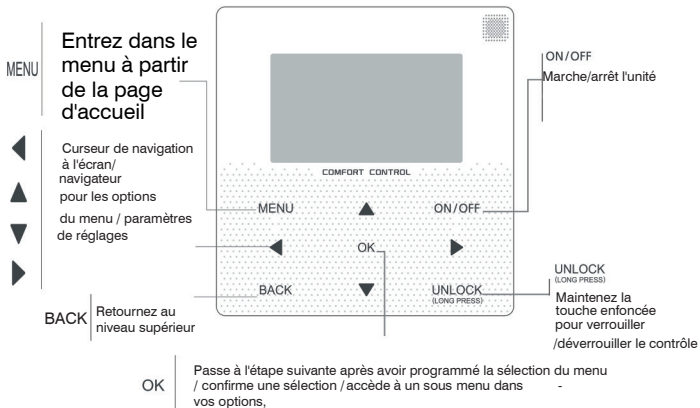 MENU
Entrez dans le
menu à partir
de la page
d'accueil
ON/OFF
Marche/arrêt l'unité
Curseur de navigation
à l'écran/
navigateur
pour les options
du menu / paramètres
de réglages
COMFORT CONTROL
MENU
ON/OFF
OK
BACK
UNLOCK
(LONG PRESS)
BACK
Retournez au
niveau supérieur
UNLOCK
(LONG PRESS)
Maintenez la
touche enfoncée
pour verrouiller
/déverrouiller le contrôle
OK
Passe à l'étape suivante après avoir programmé la sélection du menu
/ confirme une sélection / accède à un sous menu dans -
vos options,